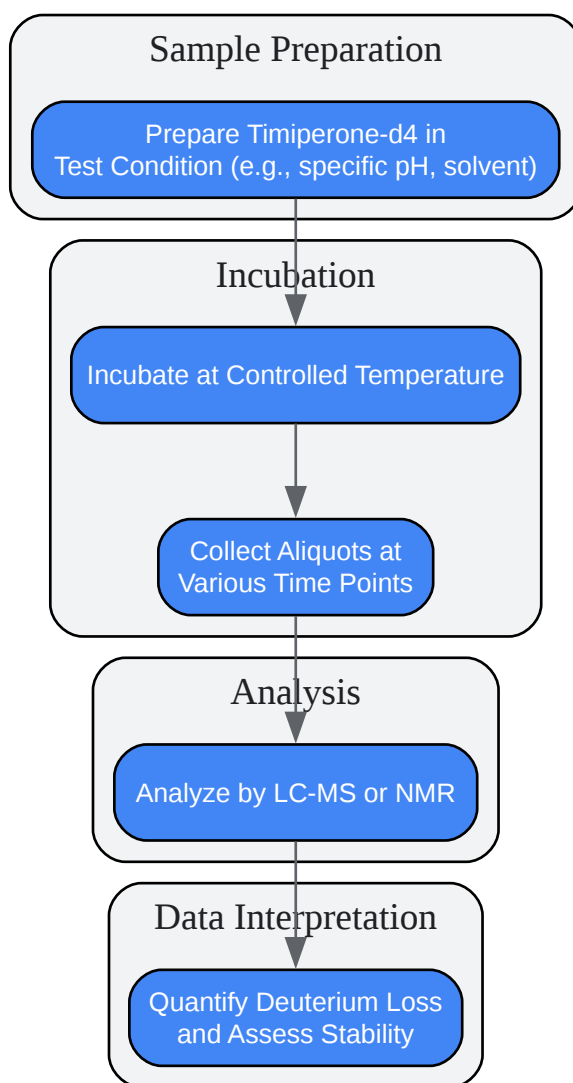 Sample Preparation
Prepare Timiperone-d4 in
Test Condition (e.g., specific pH, solvent)
Incubation
Incubate at Controlled Temperature
Collect Aliquots at
Various Time Points
Analysis
Analyze by LC-MS or NMR
Data Interpretation
Quantify Deuterium Loss
and Assess Stability